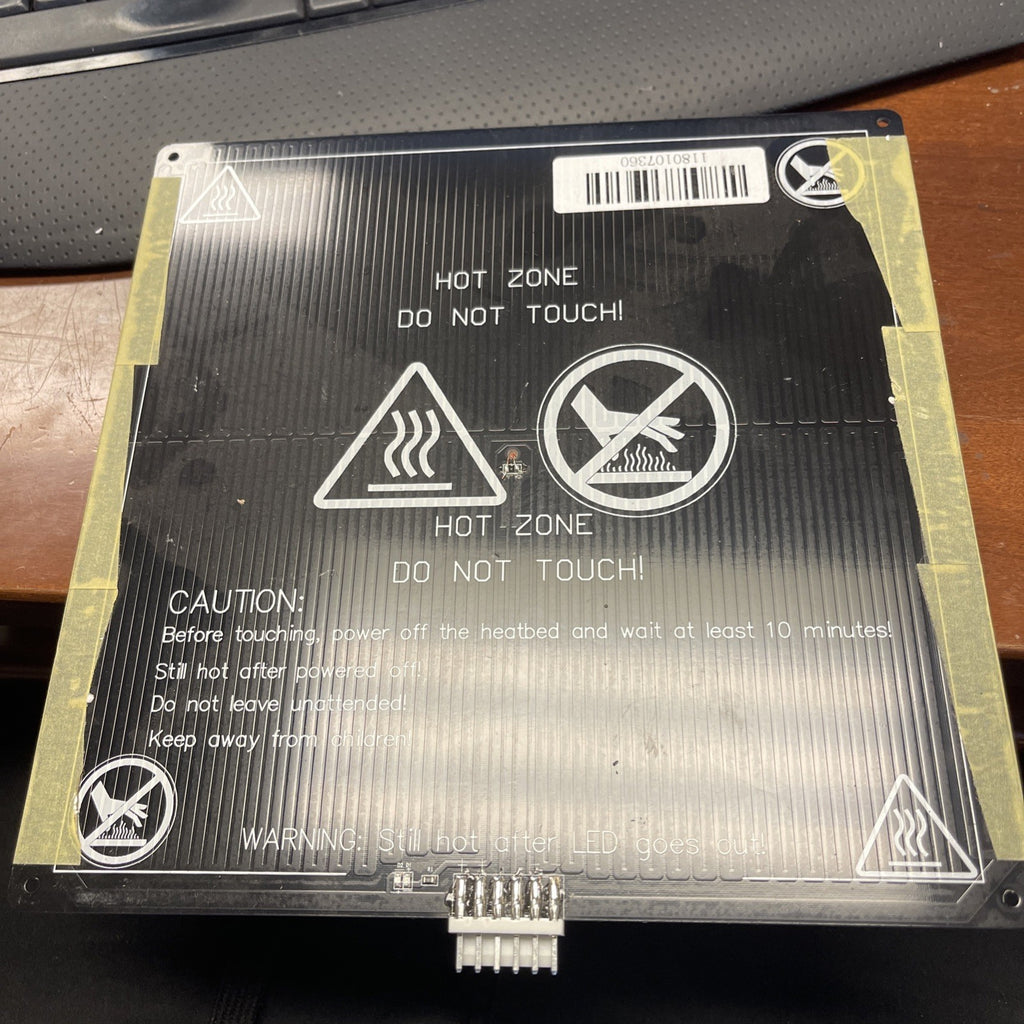 1180107360
HOT ZONE
DO NOT TOUCH!
HOT ZONE
DO NOT TOUCH!
CAUTION:
Before touching, power off the heatbed and wait at least 10 minutes!
Still hot after powered off!
Do not leave unattended!
Keep away from children!
WARNING: Still hot after LED goes out!